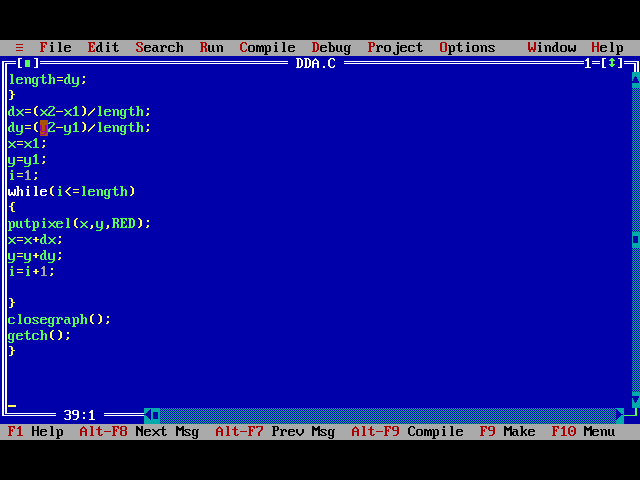 ≡ File Edit Search Run Compile Debug Project Options Window Help
[■] DDA.C 1=[↕]
length=dy;
}
dx=(x2-x1)/length;
dy=( 2-y1)/length;
x=x1;
y=y1;
i=1;
while(i<=length)
{
putpixel(x,y,RED);
x=x+dx;
y=y+dy;
i=i+1;
}
closegraph();
getch();
}
39:1
F1 Help Alt-F8 Next Msg Alt-F7 Prev Msg Alt-F9 Compile F9 Make F10 Menu